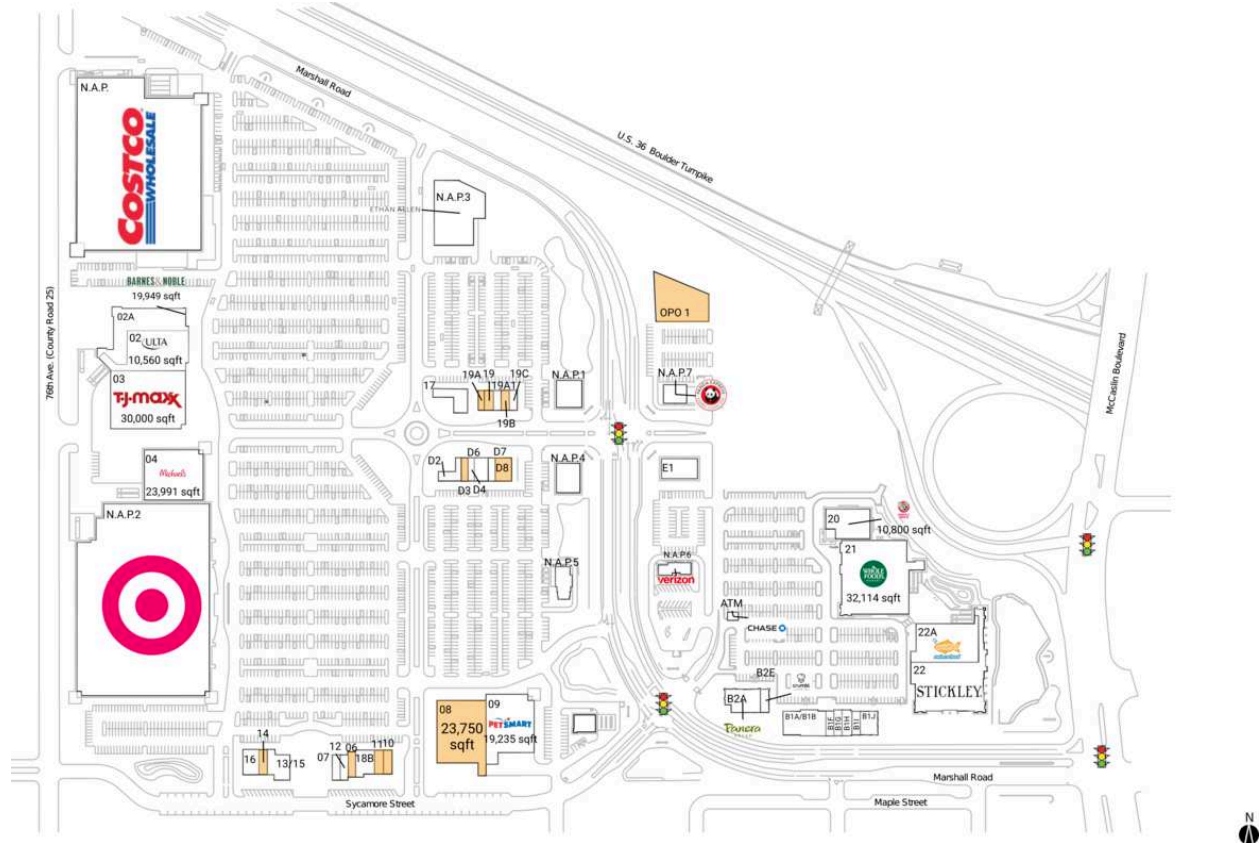 N.A.P.
COSTCO
WHOLESALE
Marshall Road
U.S. 36 Boulder Turnpike
N.A.P.3
ETHAN ALLEN
BARNES & NOBLE
19,949 sqft
02A
02 ULTA
10,560 sqft
03
T.J.maxx
30,000 sqft
76th Ave. (County Road 25)
McCaslin Boulevard
OPO 1
17
19A
19
19A1
19C
19B
N.A.P.1
N.A.P.7
04
Michaels
23,991 sqft
D2
D6
D7
D8
D3
D4
N.A.P.4
E1
N.A.P.2
20
10,800 sqft
21
WHOLE
FOODS
32,114 sqft
N.A.P.5
N.A.P.6
verizon
ATM
CHASE
22A
22
STICKLEY
B2E
B2A
Panera
B1A/B1B
B1F
B1G
B1H
B1I
B1J
08
23,750
sqft
09
PETSMART
19,235 sqft
14
16
13/15
12
07
06
18B
11
10
Sycamore Street
Marshall Road
Maple Street
N